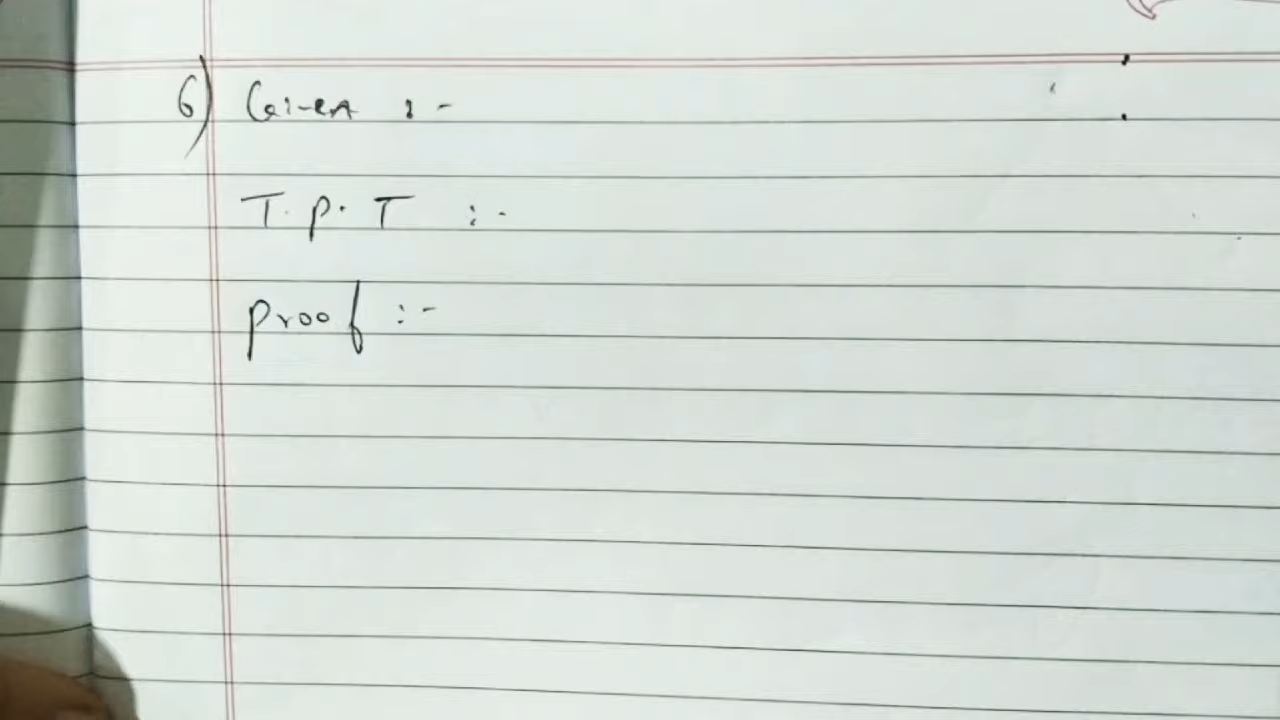 6) Given :-
T. P. T :-
Proof :-